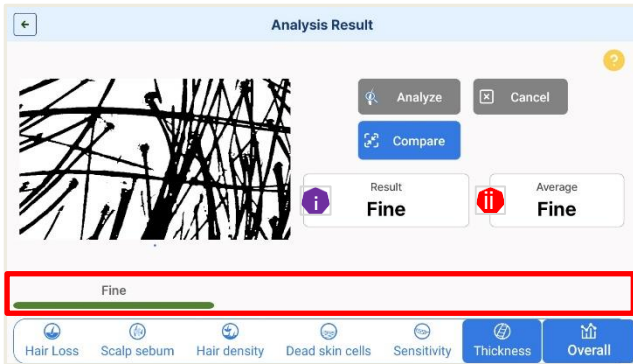 Analysis Result
?
Analyze
Cancel
Compare
i
Result
Fine
ii
Average
Fine
Fine
Hair Loss
Scalp sebum
Hair density
Dead skin cells
Sensitivity
Thickness
Overall